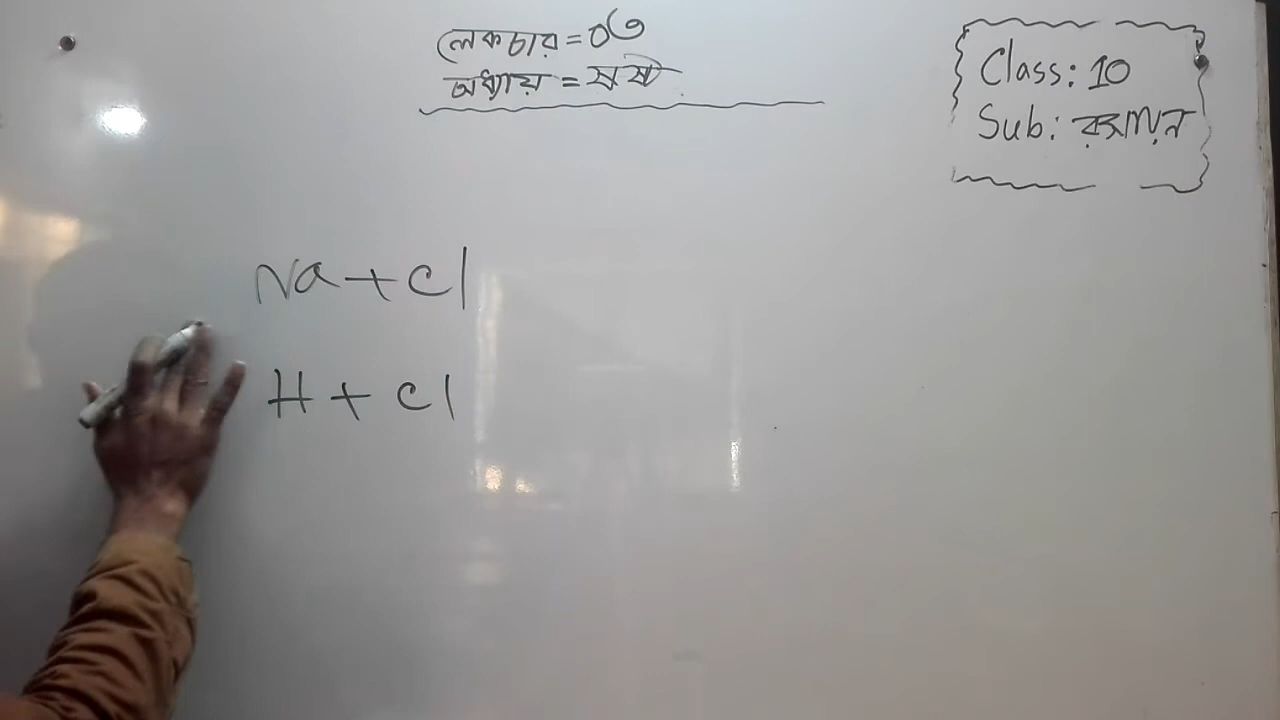 লেকচার = ০৩
অধ্যায় = ষষ্ঠ
Class: 10
Sub: রসায়ন
Na + Cl
H + Cl